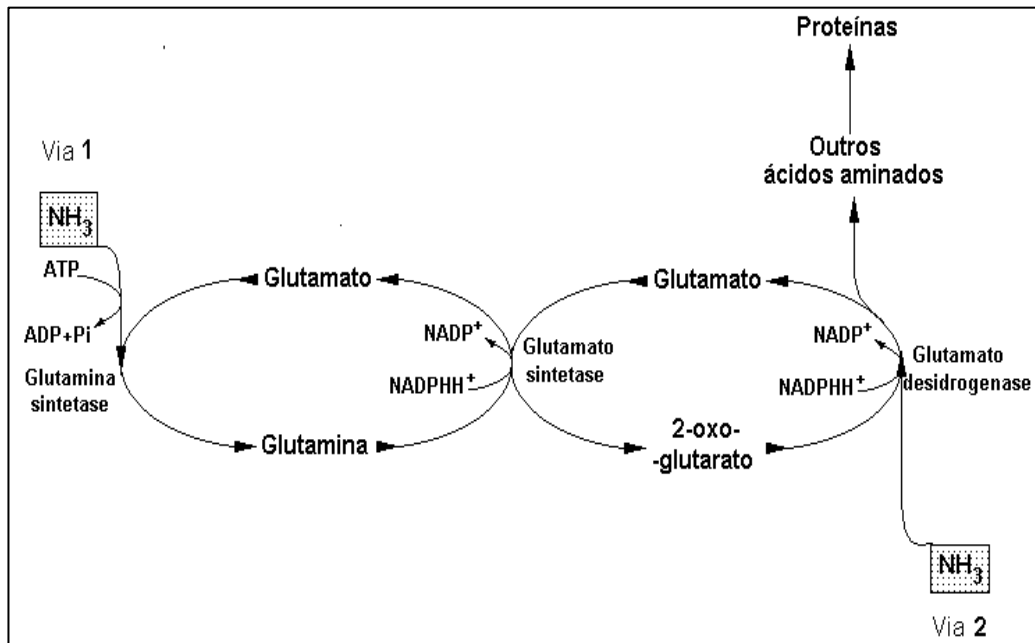 Proteínas
Via 1
Outros
ácidos aminados
NH3
ATP
Glutamato
Glutamato
ADP+Pi
NADP+
NADP+
Glutamina
sintetase
NADPHH+
Glutamato
sintetase
NADPHH+
Glutamato
desidrogenase
Glutamina
2-oxo-
-glutarato
NH3
Via 2